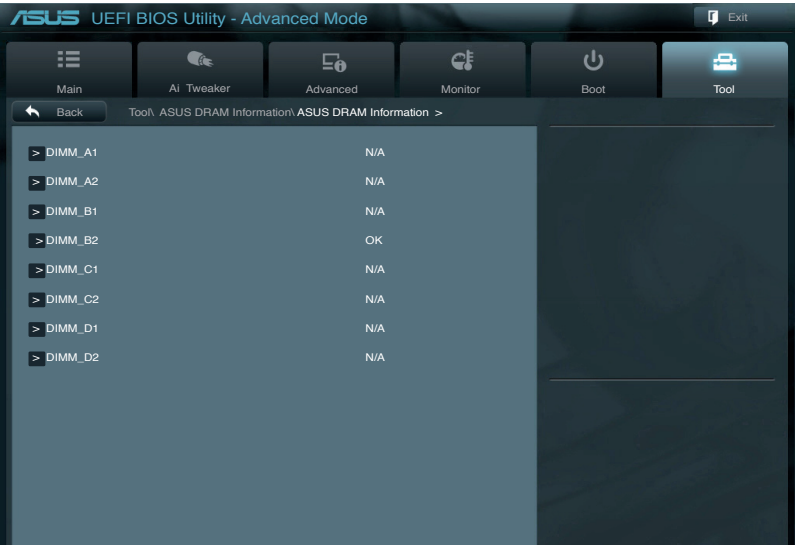 ASUS UEFI BIOS Utility - Advanced Mode
Exit
Main
Ai Tweaker
Advanced
Monitor
Boot
Tool
Back
Tool\ ASUS DRAM Information\ ASUS DRAM Information >
> DIMM_A1 N/A
> DIMM_A2 N/A
> DIMM_B1 N/A
> DIMM_B2 OK
> DIMM_C1 N/A
> DIMM_C2 N/A
> DIMM_D1 N/A
> DIMM_D2 N/A